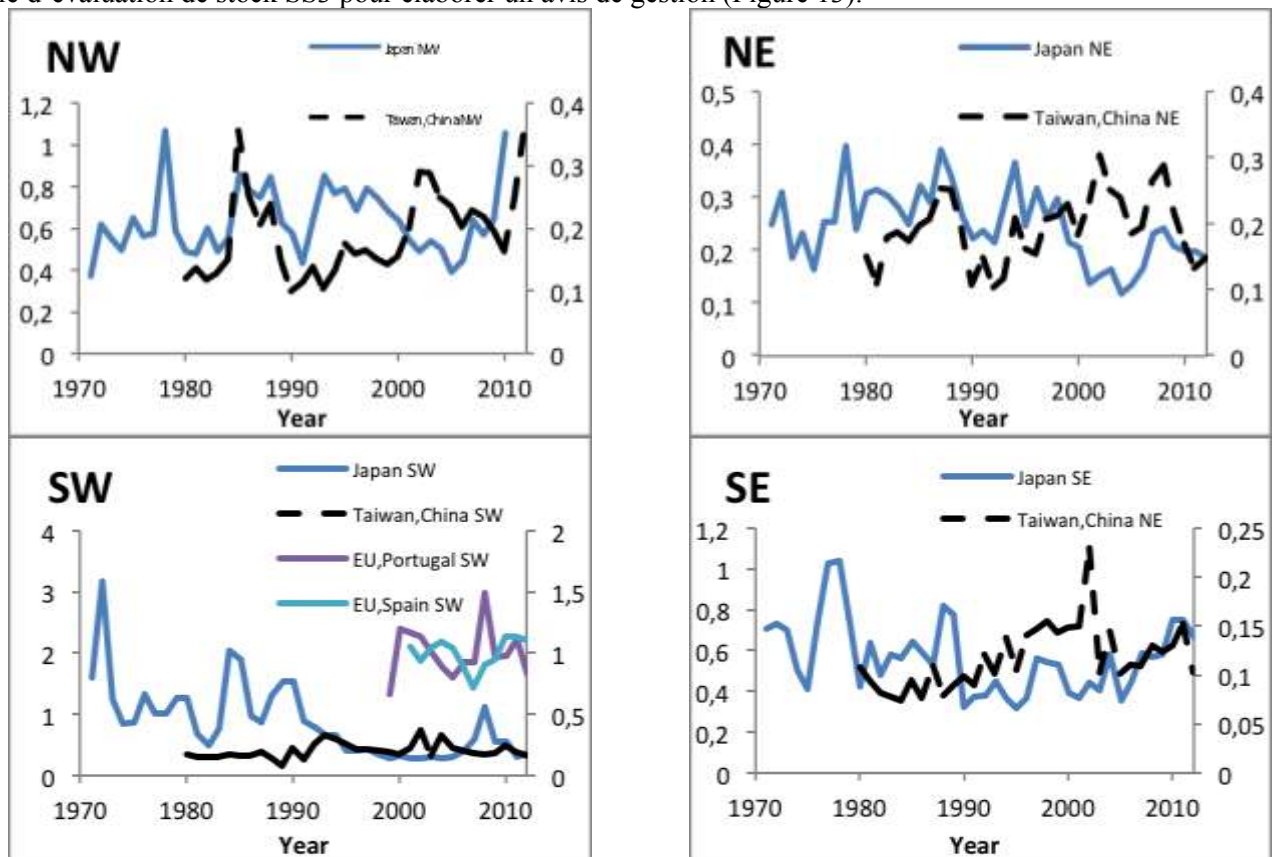 me d'évaluation de stock SS3 pour élaborer un avis de gestion (Figure 13).
NW
Japan NW
Taiwan,China NW
1,2
1
0,8
0,6
0,4
0,2
0
0,4
0,3
0,2
0,1
0
1970 1980 1990 2000 2010
Year
NE
Japan NE
Taiwan,China NE
0,5
0,4
0,3
0,2
0,1
0
0,4
0,3
0,2
0,1
0
1970 1980 1990 2000 2010
Year
SW
Japan SW
Taiwan,China SW
EU,Portugal SW
EU,Spain SW
4
3
2
1
0
2
1,5
1
0,5
0
1970 1980 1990 2000 2010
Year
SE
Japan SE
Taiwan,China NE
1,2
1
0,8
0,6
0,4
0,2
0
0,25
0,2
0,15
0,1
0,05
0
1970 1980 1990 2000 2010
Year